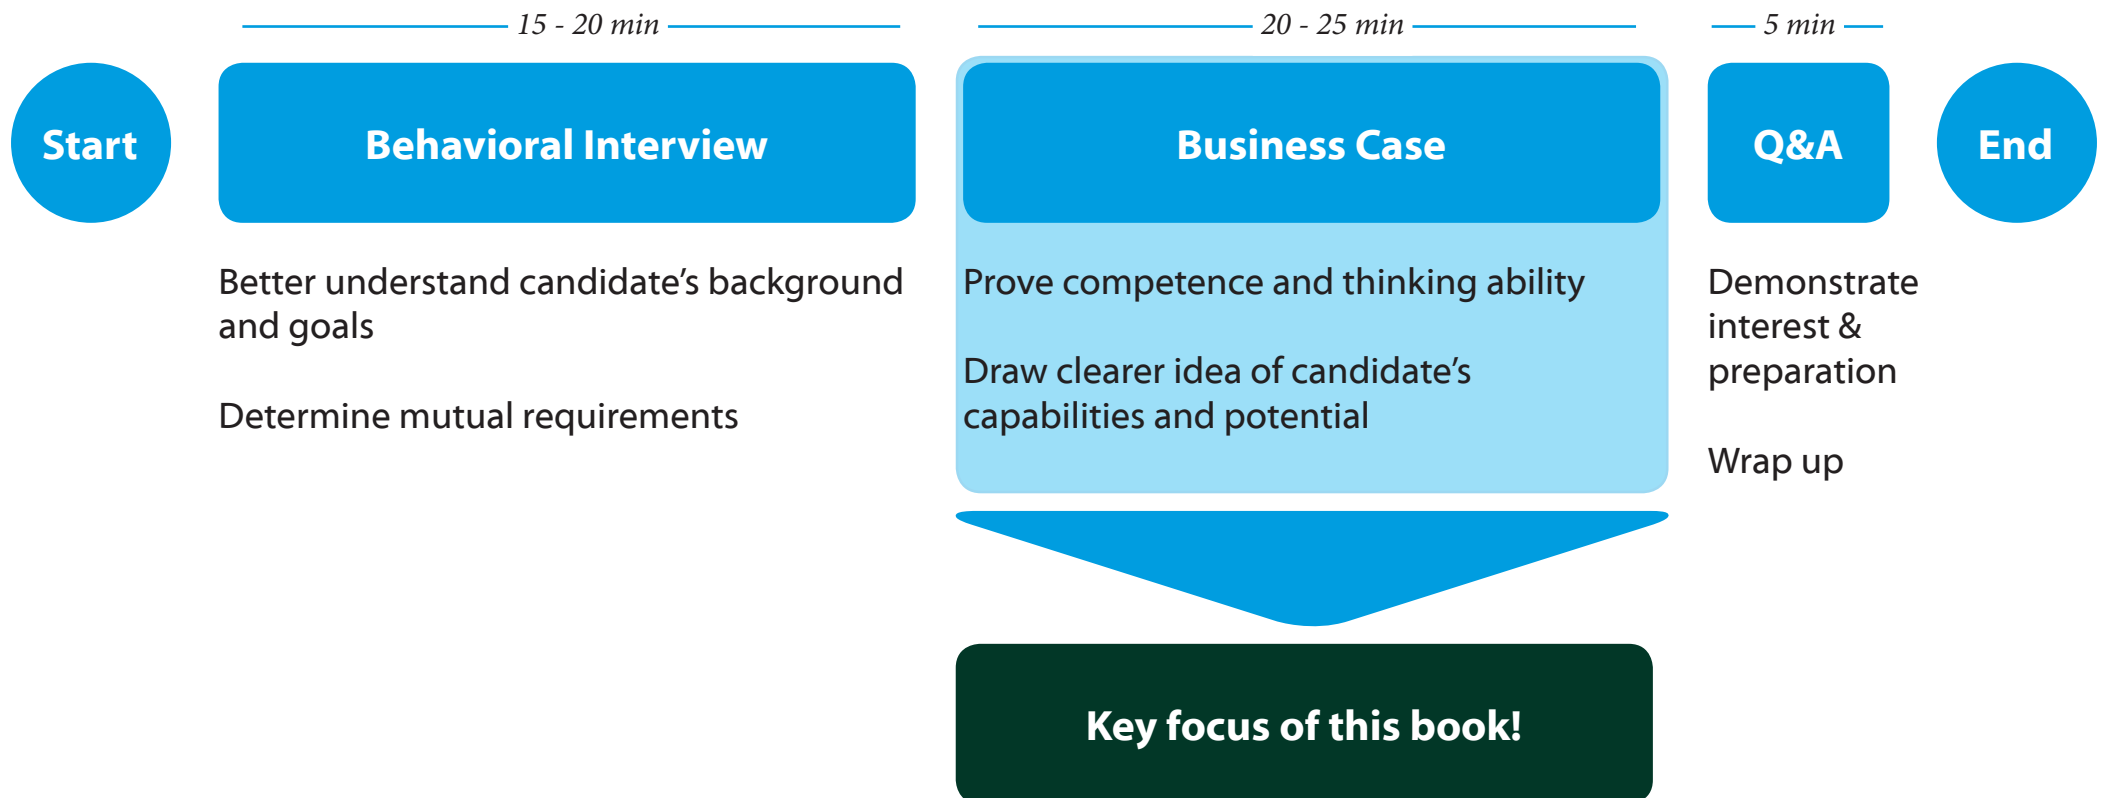 15 - 20 min
20 - 25 min
5 min
Start
Behavioral Interview
Business Case
Q&A
End
Better understand candidate’s background
and goals
Determine mutual requirements
Prove competence and thinking ability
Draw clearer idea of candidate’s
capabilities and potential
Demonstrate
interest &
preparation
Wrap up
Key focus of this book!